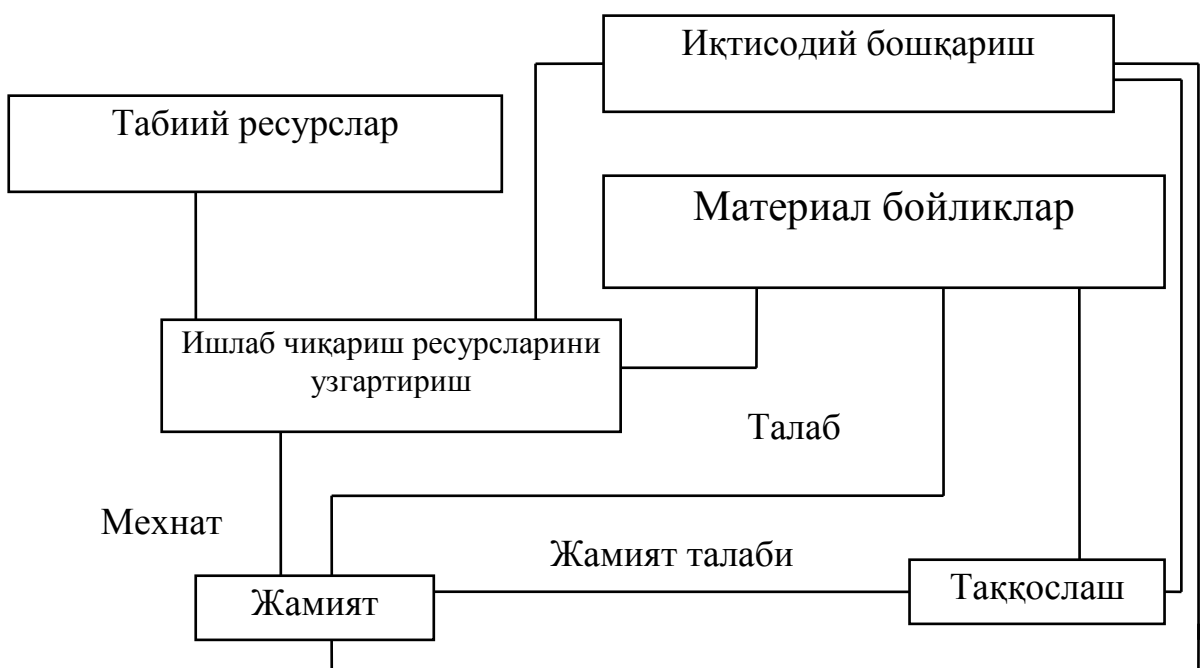 Иқтисодий бошқариш
Табиий ресурслар
Материал бойликлар
Ишлаб чиқариш ресурсларини
узгартириш
Талаб
Мехнат
Жамият талаби
Жамият
Таққослаш